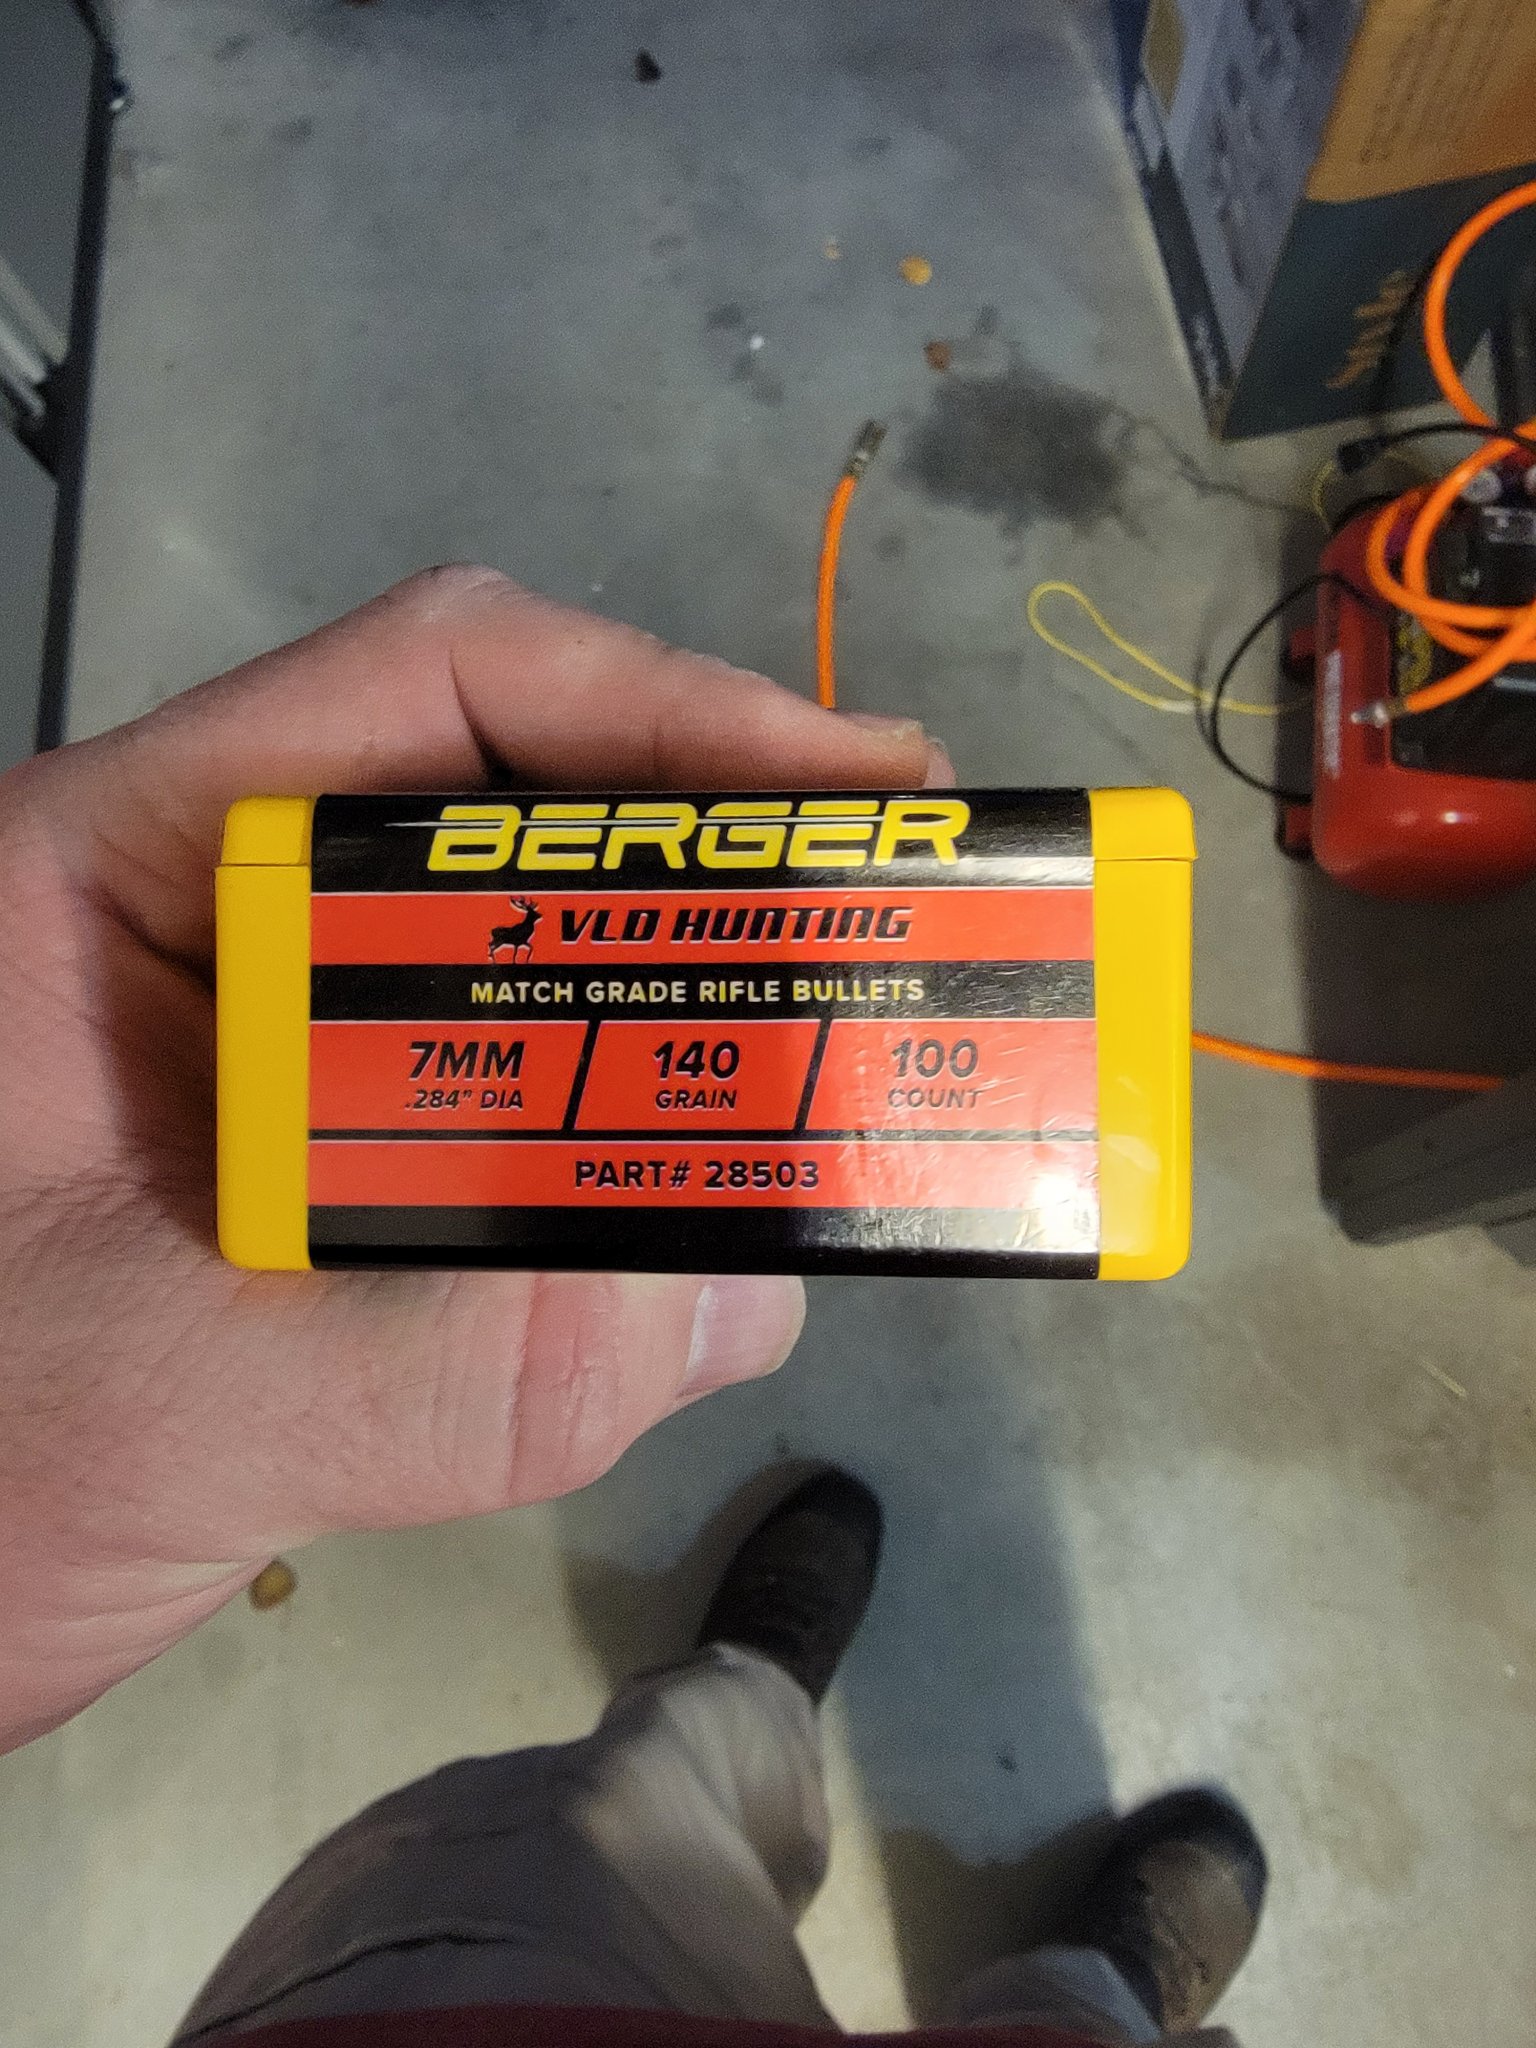 BERGER
VLD HUNTING
MATCH GRADE RIFLE BULLETS
7MM 140 100
.284" DIA GRAIN COUNT
PART# 28503